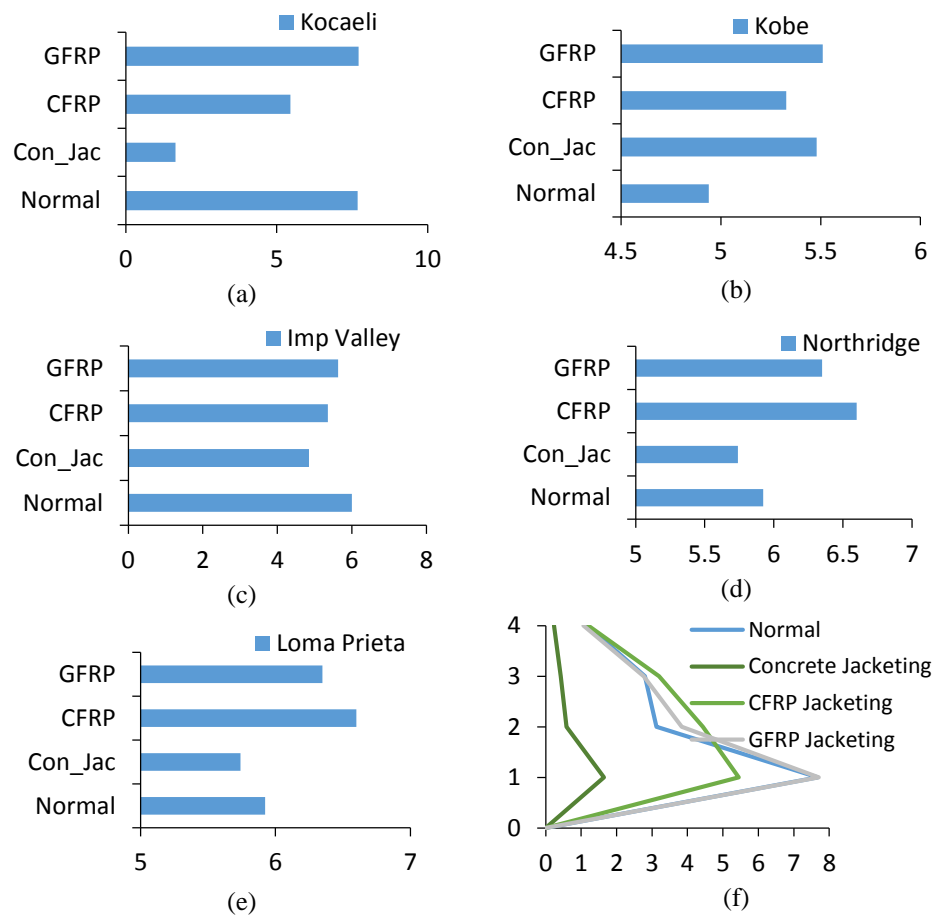 Kocaeli
GFRP
CFRP
Con_Jac
Normal
0 5 10
(a)
Kobe
GFRP
CFRP
Con_Jac
Normal
4.5 5 5.5 6
(b)
Imp Valley
GFRP
CFRP
Con_Jac
Normal
0 2 4 6 8
(c)
Northridge
GFRP
CFRP
Con_Jac
Normal
5 5.5 6 6.5 7
(d)
Loma Prieta
GFRP
CFRP
Con_Jac
Normal
5 6 7
(e)
4
3
2
1
0
Normal
Concrete Jacketing
CFRP Jacketing
GFRP Jacketing
0 1 2 3 4 5 6 7 8
(f)